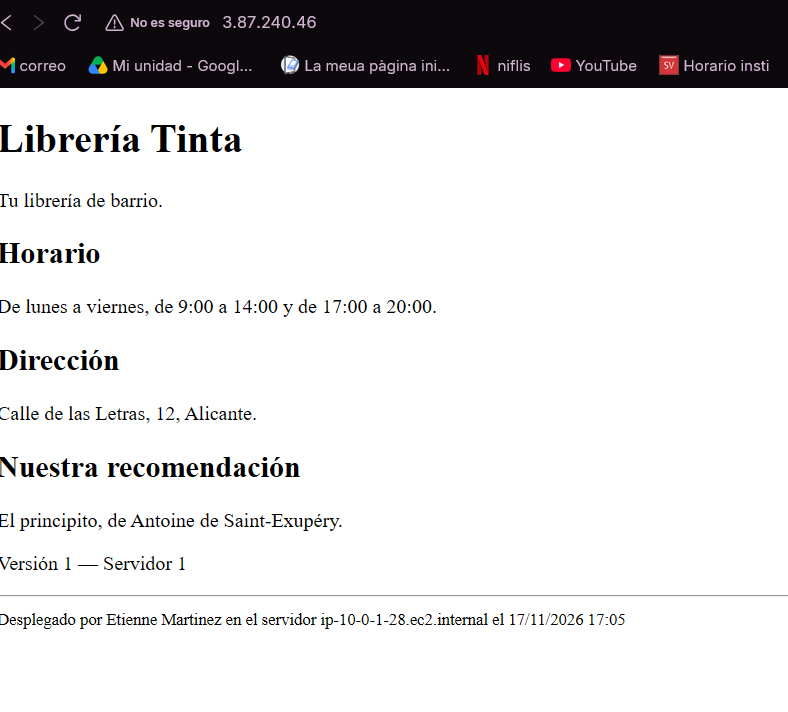 No es seguro 3.87.240.46
correo Mi unidad - Googl... La meua pàgina ini... niflis YouTube SV Horario insti
Librería Tinta
Tu librería de barrio.
Horario
De lunes a viernes, de 9:00 a 14:00 y de 17:00 a 20:00.
Dirección
Calle de las Letras, 12, Alicante.
Nuestra recomendación
El principito, de Antoine de Saint-Exupéry.
Versión 1 — Servidor 1
Desplegado por Etienne Martinez en el servidor ip-10-0-1-28.ec2.internal el 17/11/2026 17:05